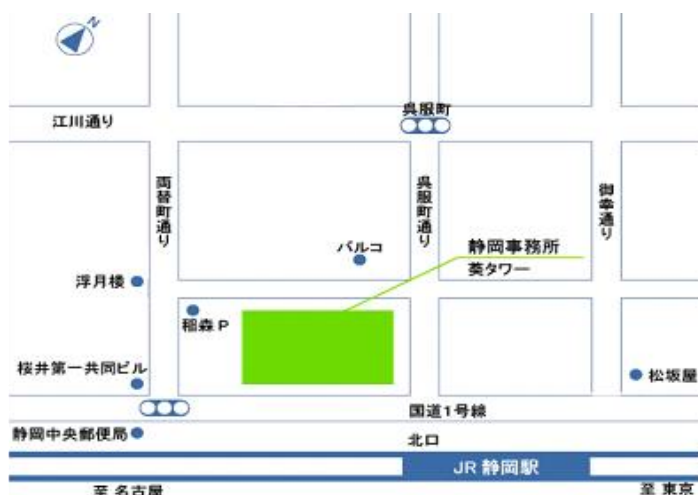 N
呉服町
江川通り
両替町通り
呉服町通り
御幸通り
パルコ
静岡事務所
葵タワー
浮月楼
稲森 P
桜井第一共同ビル
松坂屋
国道1号線
静岡中央郵便局
北口
JR 静岡駅
至 名古屋
至 東京